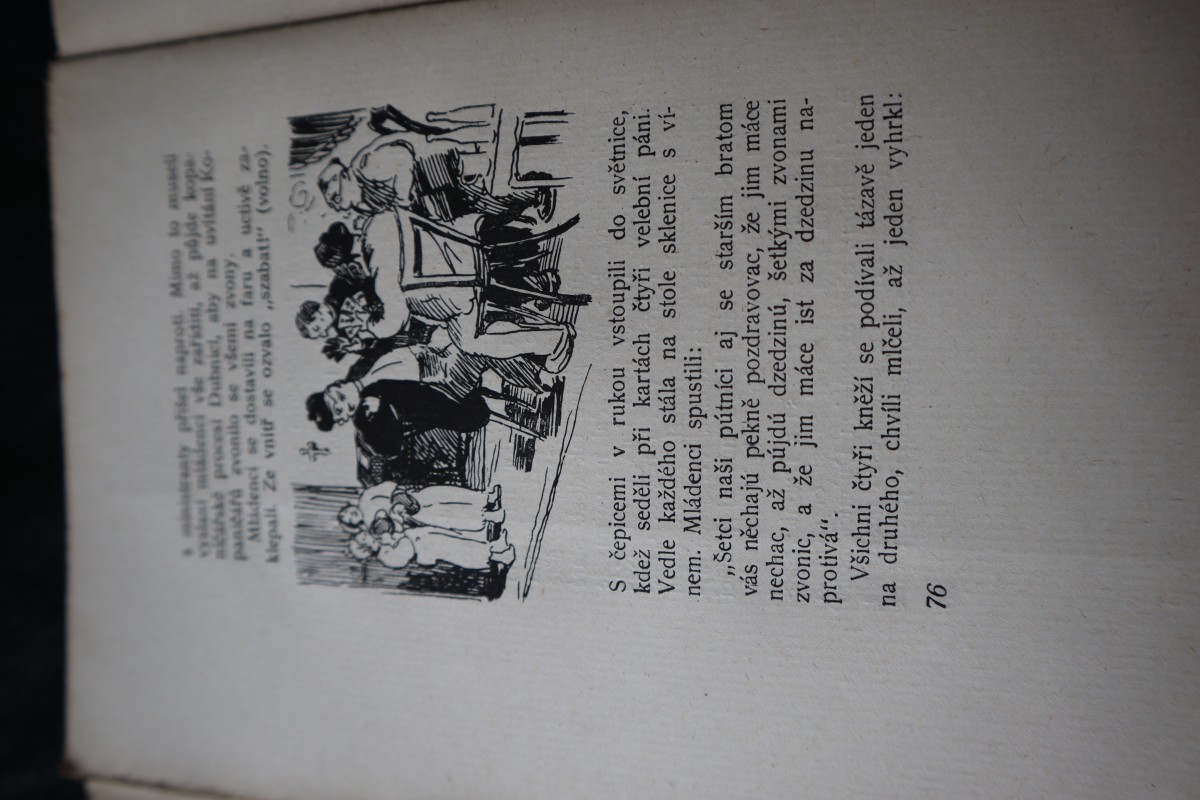 s ministranty přišel naproti. Mimo to museli
vyslaní mládenci vše zaříditi, až půjde kopa-
ničářské procesí Dubnicí, aby na uvítání Ko-
paničářů zvonilo se všemi zvony.
Mládenci se dostavili na faru a uctivě za-
klepali. Ze vnitř se ozvalo „szabat!“ (volno).
S čepicemi v rukou vstoupili do světnice,
kdež seděli při kartách čtyři velební páni.
Vedle každého stála na stole sklenice s ví-
nem. Mládenci spustili:
„Šetci naši pútníci aj se starším bratom
vás něchajú pekně pozdravovac, že jim máce
nechac, až půjdú dzedzinú, šetkými zvonami
zvonic, a že jim máce ist za dzedzinu na-
protivá“.
Všichni čtyři kněží se podívali tázavě jeden
na druhého, chvíli mlčeli, až jeden vyhrkl:
76